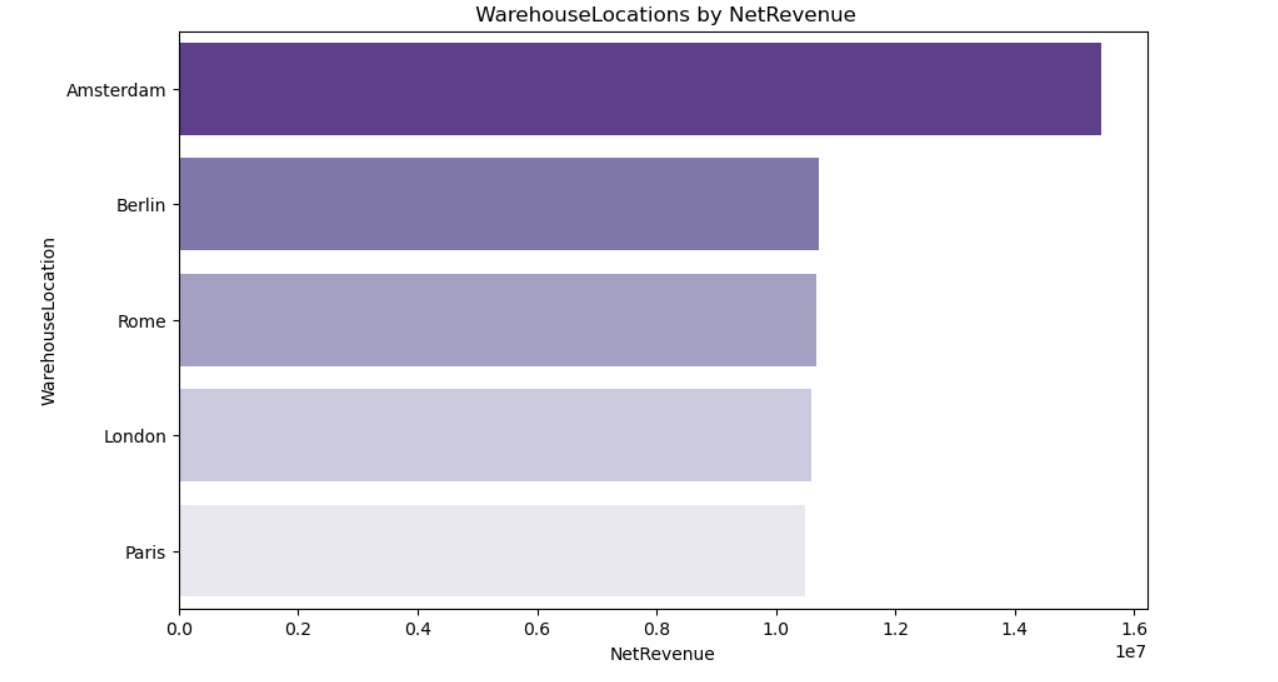 WarehouseLocations by NetRevenue
WarehouseLocation
Amsterdam
Berlin
Rome
London
Paris
0.0 0.2 0.4 0.6 0.8 1.0 1.2 1.4 1.6
1e7
NetRevenue